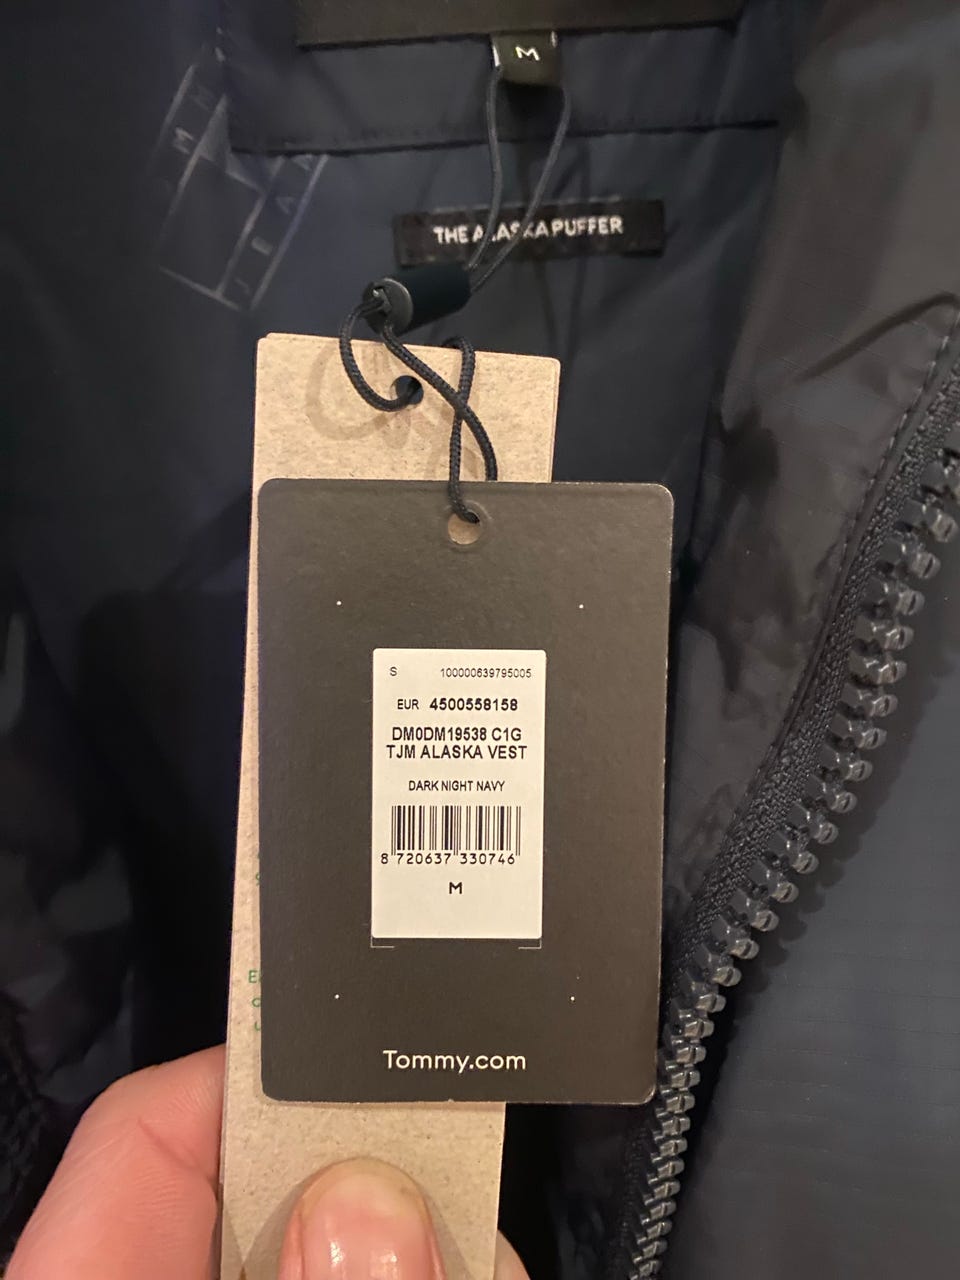 M
THE ALASKA PUFFER
S 100000639795005
EUR 4500558158
DM0DM19538 C1G
TJM ALASKA VEST
DARK NIGHT NAVY
8 720637 330746
M
Tommy.com